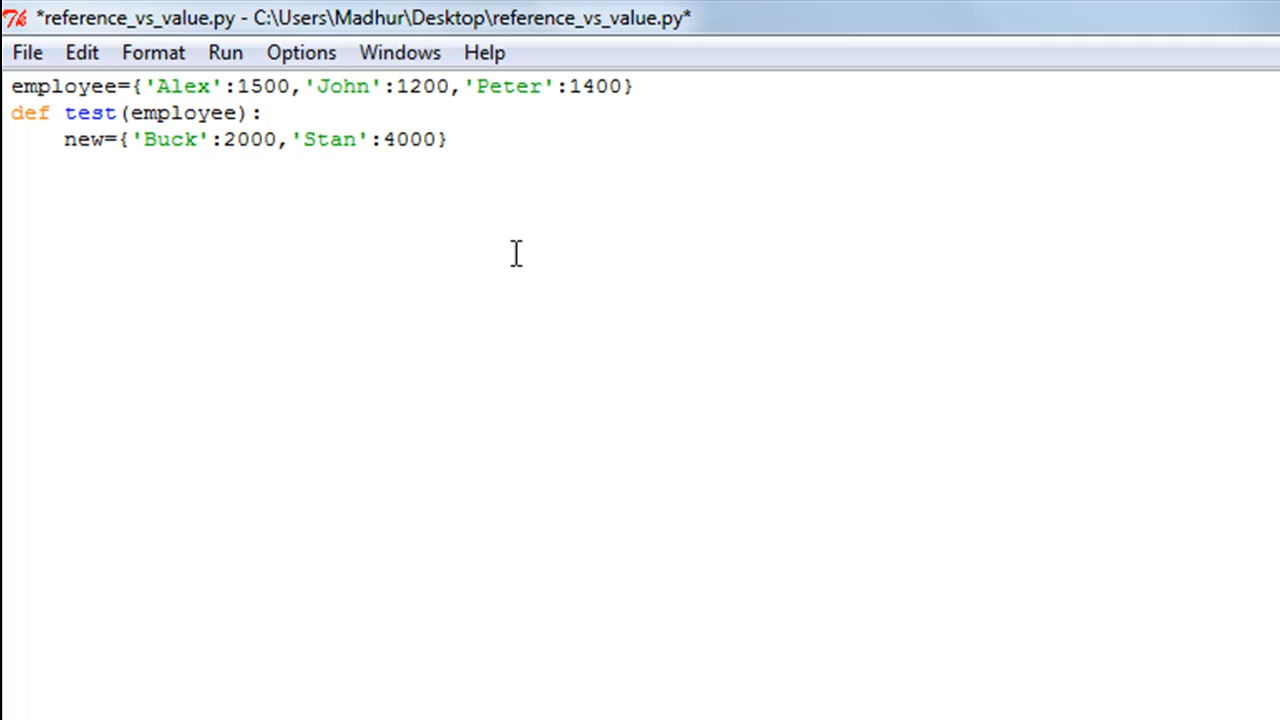 *reference_vs_value.py - C:\Users\Madhur\Desktop\reference_vs_value.py*
File Edit Format Run Options Windows Help
employee={'Alex':1500,'John':1200,'Peter':1400}
def test(employee):
    new={'Buck':2000,'Stan':4000}